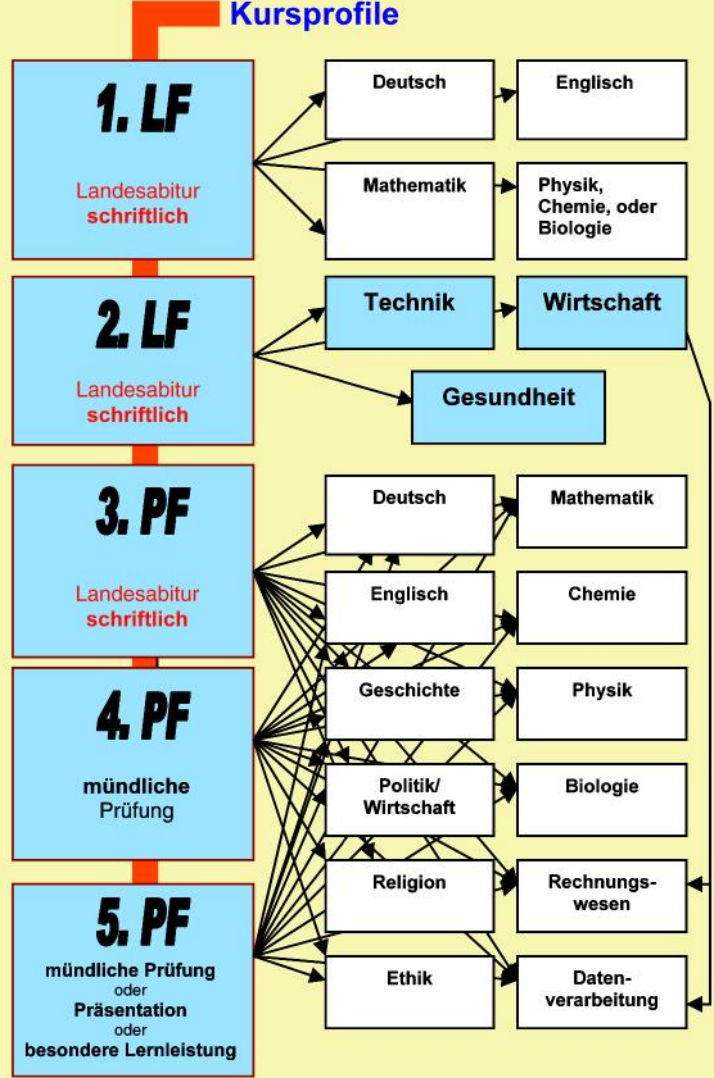 Kursprofile
1. LF
Landesabitur
schriftlich
Deutsch
Englisch
Mathematik
Physik,
Chemie, oder
Biologie
2. LF
Landesabitur
schriftlich
Technik
Wirtschaft
Gesundheit
3. PF
Landesabitur
schriftlich
4. PF
mündliche
Prüfung
5. PF
mündliche Prüfung
oder
Präsentation
oder
besondere Lernleistung
Deutsch
Mathematik
Englisch
Chemie
Geschichte
Physik
Politik/
Wirtschaft
Biologie
Religion
Rechnungs-
wesen
Ethik
Daten-
verarbeitung